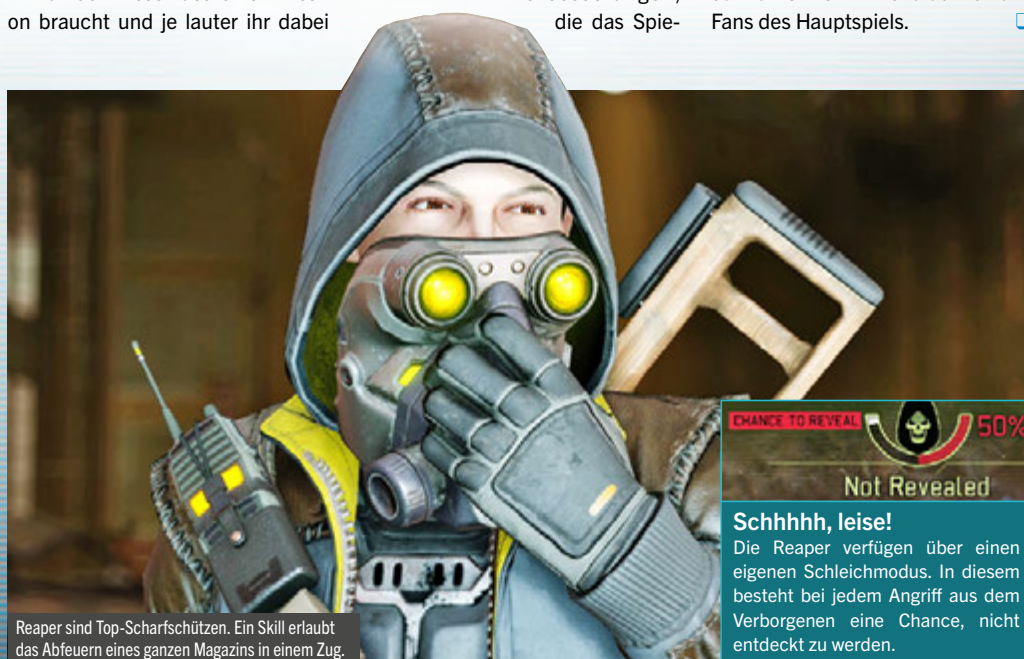 on braucht und je lauter ihr dabei
die das Spie-
Fans des Hauptspiels.
CHANCE TO REVEAL
50%
Not Revealed
Schhhhh, leise!
Die Reaper verfügen über einen
eigenen Schleichmodus. In diesem
besteht bei jedem Angriff aus dem
Verborgenen eine Chance, nicht
entdeckt zu werden.
Reaper sind Top-Scharfschützen. Ein Skill erlaubt
das Abfeuern eines ganzen Magazins in einem Zug.